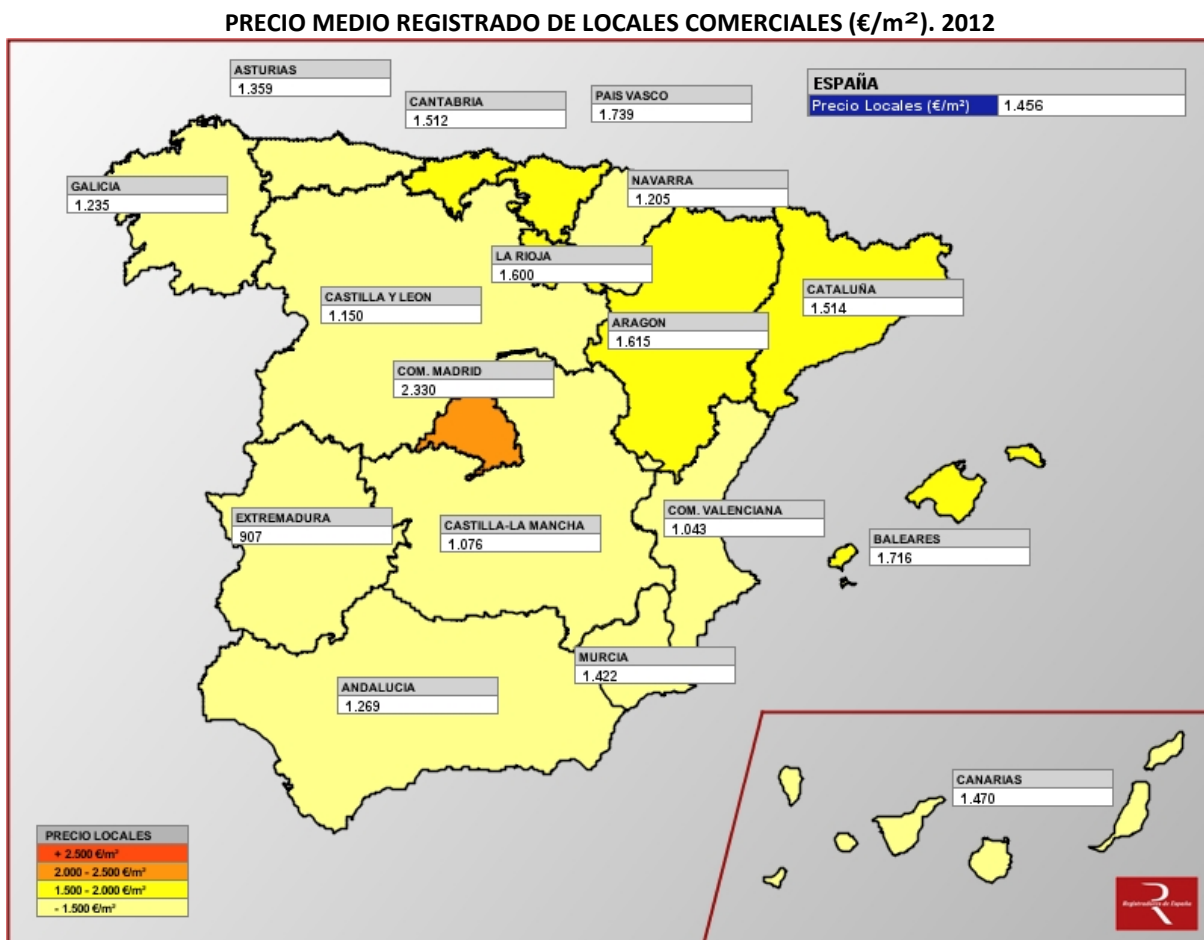 PRECIO MEDIO REGISTRADO DE LOCALES COMERCIALES (€/m²). 2012
ASTURIAS
1.359
CANTABRIA
1.512
PAIS VASCO
1.739
ESPAÑA
Precio Locales (€/m²) 1.456
GALICIA
1.235
NAVARRA
1.205
LA RIOJA
1.600
CASTILLA Y LEON
1.150
ARAGON
1.615
CATALUÑA
1.514
COM. MADRID
2.330
EXTREMADURA
907
CASTILLA-LA MANCHA
1.076
COM. VALENCIANA
1.043
BALEARES
1.716
MURCIA
1.422
ANDALUCIA
1.269
CANARIAS
1.470
PRECIO LOCALES
+ 2.500 €/m²
2.000 - 2.500 €/m²
1.500 - 2.000 €/m²
- 1.500 €/m²
Registradores de España